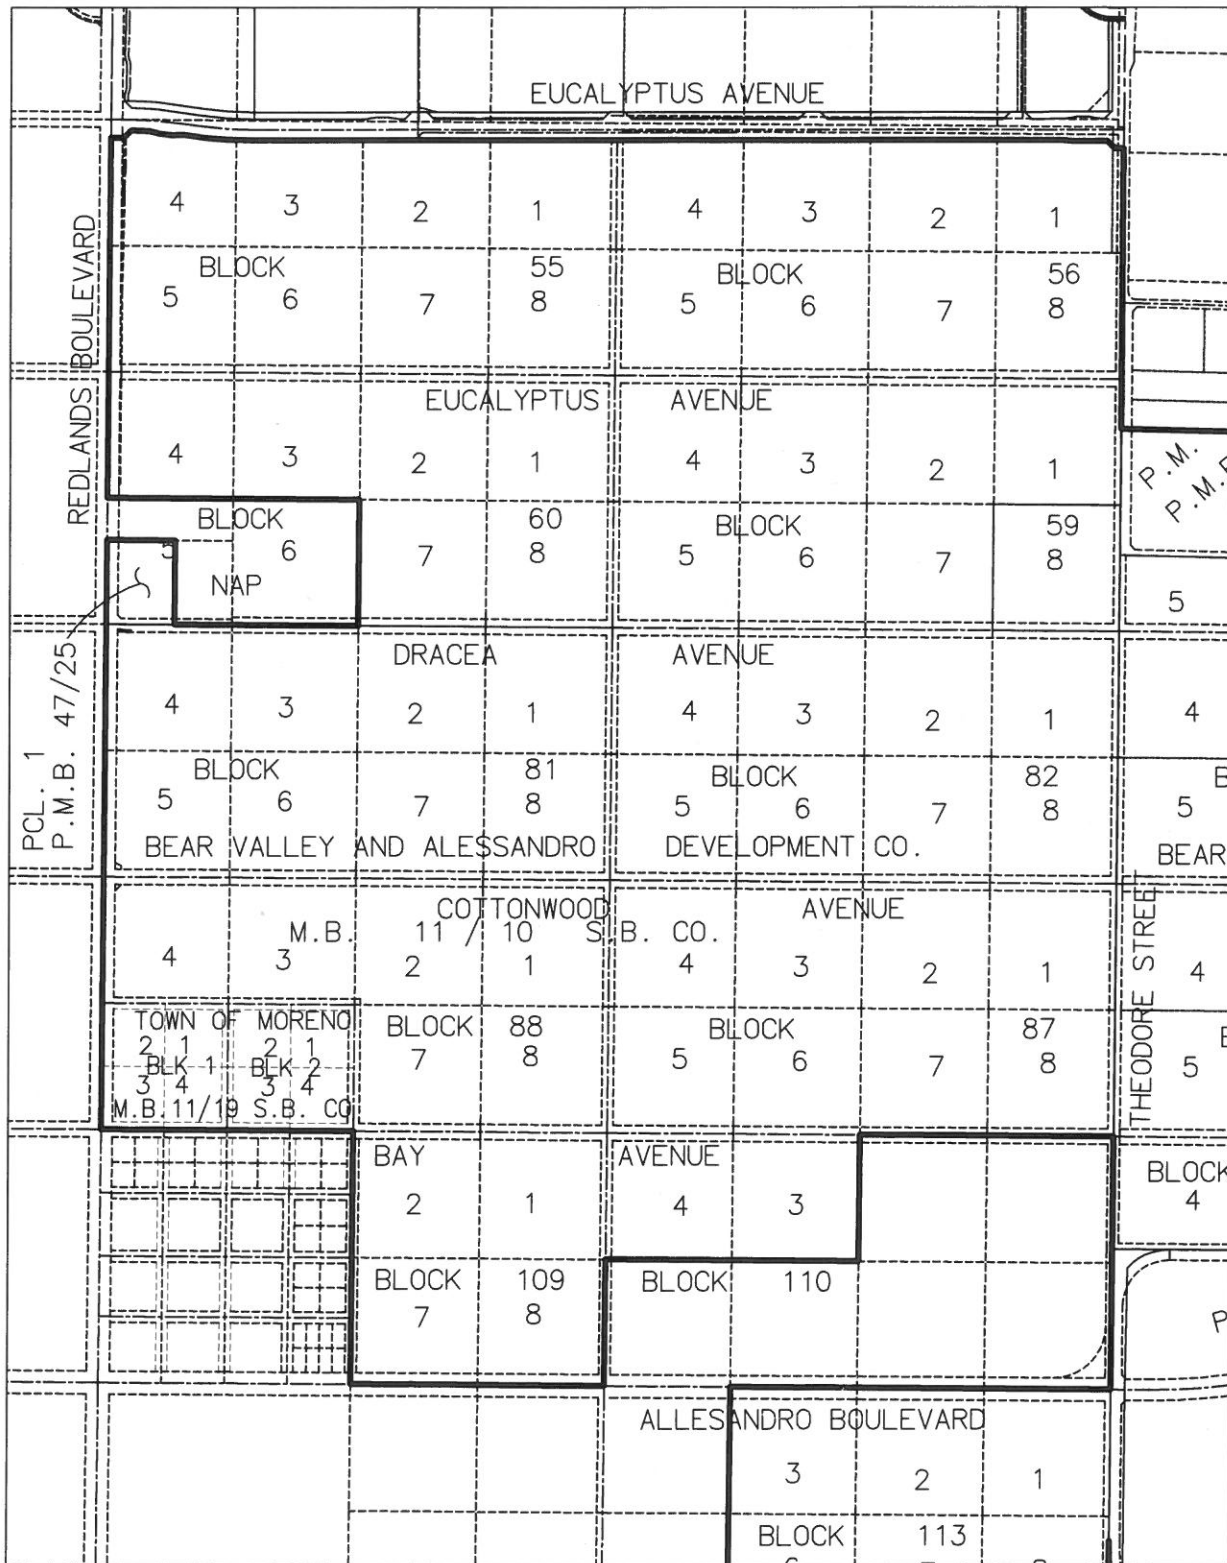 EUCALYPTUS AVENUE
4 3 2 1 4 3 2 1
REDLANDS BOULEVARD
BLOCK 55 BLOCK 56
5 6 7 8 5 6 7 8
EUCALYPTUS AVENUE
4 3 2 1 4 3 2 1
P.M.
BLOCK 60 BLOCK 59
5 6 7 8 5 6 7 8
NAP
5
PCL. 1
P.M.B. 47/25
DRACEA AVENUE
4 3 2 1 4 3 2 1 4
BLOCK 81 BLOCK 82
5 6 7 8 5 6 7 8 5
BEAR VALLEY AND ALESSANDRO DEVELOPMENT CO. BEAR
COTTONWOOD AVENUE
M.B. 11 / 10 S.B. CO.
4 3 2 1 4 3 2 1 4
THEODORE STREET
TOWN OF MORENO BLOCK 88 BLOCK 87
2 1 2 1
BLK 1 BLK 2
3 4 3 4
7 8 5 6 7 8 5
M.B. 11/19 S.B. CO
BAY AVENUE
BLOCK
2 1 4 3 4
BLOCK 109 BLOCK 110
7 8
ALLESANDRO BOULEVARD
3 2 1
BLOCK 113